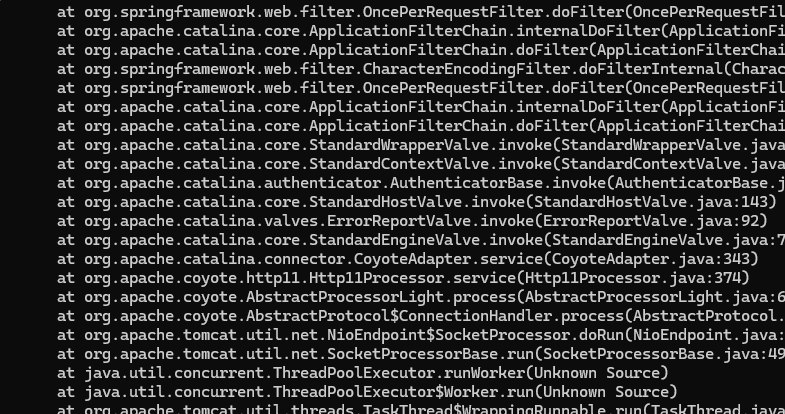 at org.springframework.web.filter.OncePerRequestFilter.doFilter(OncePerRequestFil
at org.apache.catalina.core.ApplicationFilterChain.internalDoFilter(ApplicationFi
at org.apache.catalina.core.ApplicationFilterChain.doFilter(ApplicationFilterChai
at org.springframework.web.filter.CharacterEncodingFilter.doFilterInternal(Charac
at org.springframework.web.filter.OncePerRequestFilter.doFilter(OncePerRequestFil
at org.apache.catalina.core.ApplicationFilterChain.internalDoFilter(ApplicationFi
at org.apache.catalina.core.ApplicationFilterChain.doFilter(ApplicationFilterChai
at org.apache.catalina.core.StandardWrapperValve.invoke(StandardWrapperValve.java
at org.apache.catalina.core.StandardContextValve.invoke(StandardContextValve.java
at org.apache.catalina.authenticator.AuthenticatorBase.invoke(AuthenticatorBase.j
at org.apache.catalina.core.StandardHostValve.invoke(StandardHostValve.java:143)
at org.apache.catalina.valves.ErrorReportValve.invoke(ErrorReportValve.java:92)
at org.apache.catalina.core.StandardEngineValve.invoke(StandardEngineValve.java:7
at org.apache.catalina.connector.CoyoteAdapter.service(CoyoteAdapter.java:343)
at org.apache.coyote.http11.Http11Processor.service(Http11Processor.java:374)
at org.apache.coyote.AbstractProcessorLight.process(AbstractProcessorLight.java:6
at org.apache.coyote.AbstractProtocol$ConnectionHandler.process(AbstractProtocol.
at org.apache.tomcat.util.net.NioEndpoint$SocketProcessor.doRun(NioEndpoint.java:
at org.apache.tomcat.util.net.SocketProcessorBase.run(SocketProcessorBase.java:49
at java.util.concurrent.ThreadPoolExecutor.runWorker(Unknown Source)
at java.util.concurrent.ThreadPoolExecutor$Worker.run(Unknown Source)
at org.apache.tomcat.util.threads.TaskThread$WrappingRunnable.run(TaskThread.java